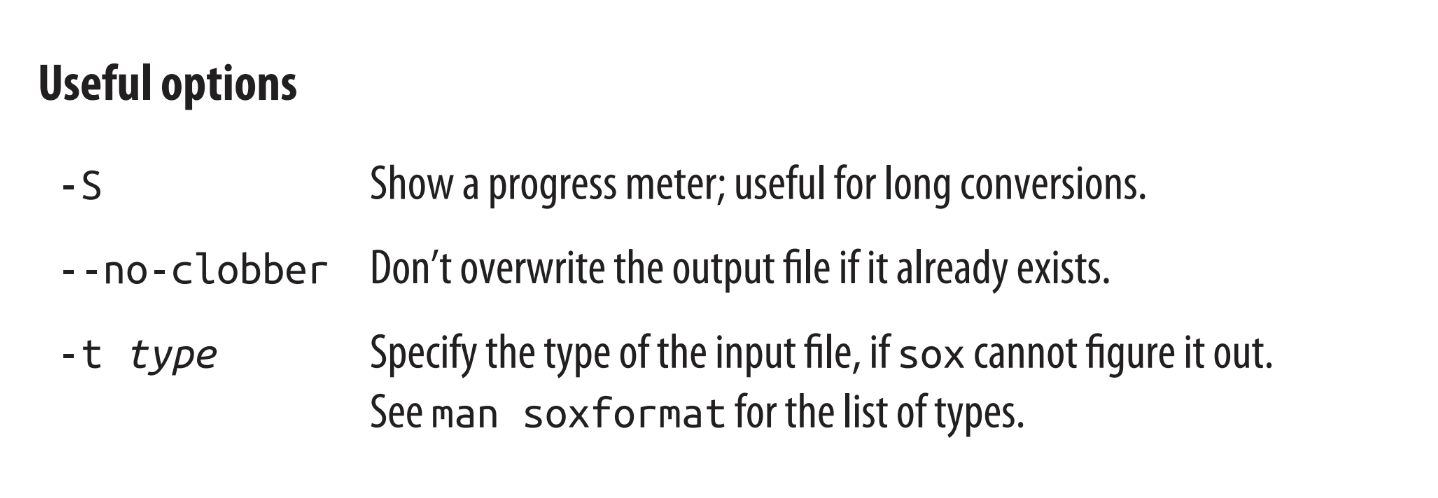 Useful options
-S Show a progress meter; useful for long conversions.
--no-clobber Don’t overwrite the output file if it already exists.
-t type Specify the type of the input file, if sox cannot figure it out.
See man soxformat for the list of types.